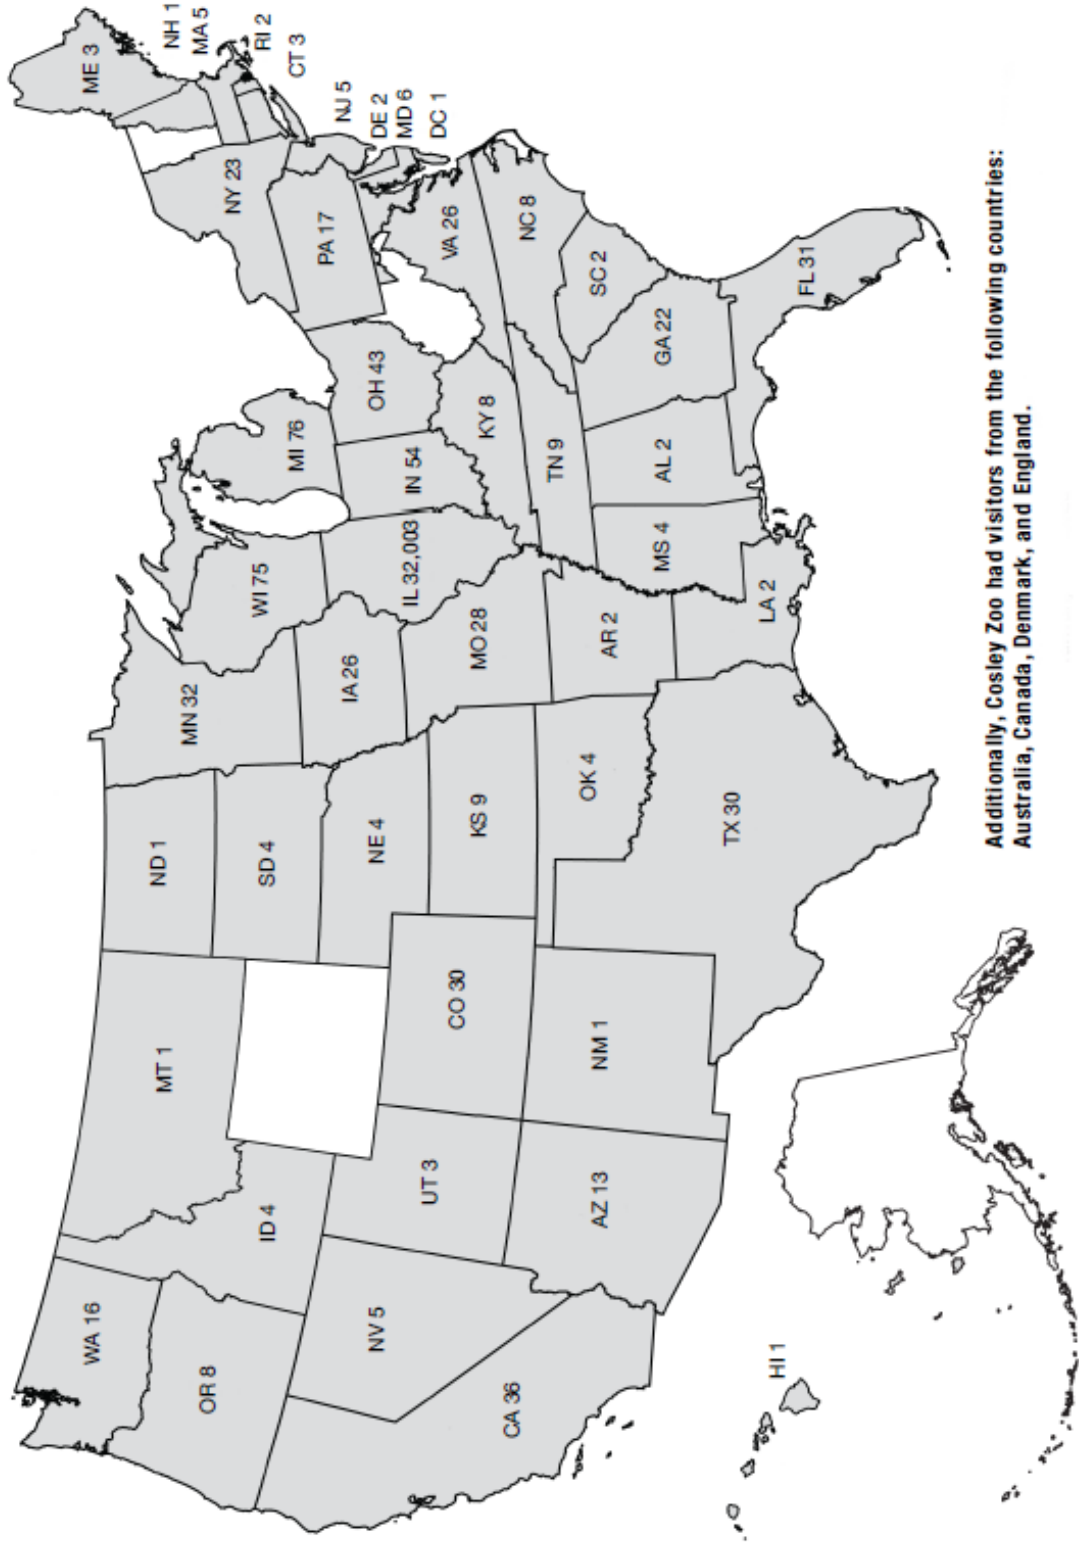 WA 16
OR 8
CA 36
NV 5
ID 4
MT 1
UT 3
AZ 13
CO 30
NM 1
ND 1
SD 4
NE 4
KS 9
OK 4
TX 30
MN 32
IA 26
MO 28
AR 2
LA 2
WI 75
IL 32,003
MI 76
IN 54
OH 43
KY 8
TN 9
MS 4
AL 2
GA 22
FL 31
SC 2
NC 8
VA 26
PA 17
NY 23
ME 3
NH 1
MA 5
RI 2
CT 3
NJ 5
DE 2
MD 6
DC 1
HI 1
Additionally, Cosley Zoo had visitors from the following countries:
Australia, Canada, Denmark, and England.